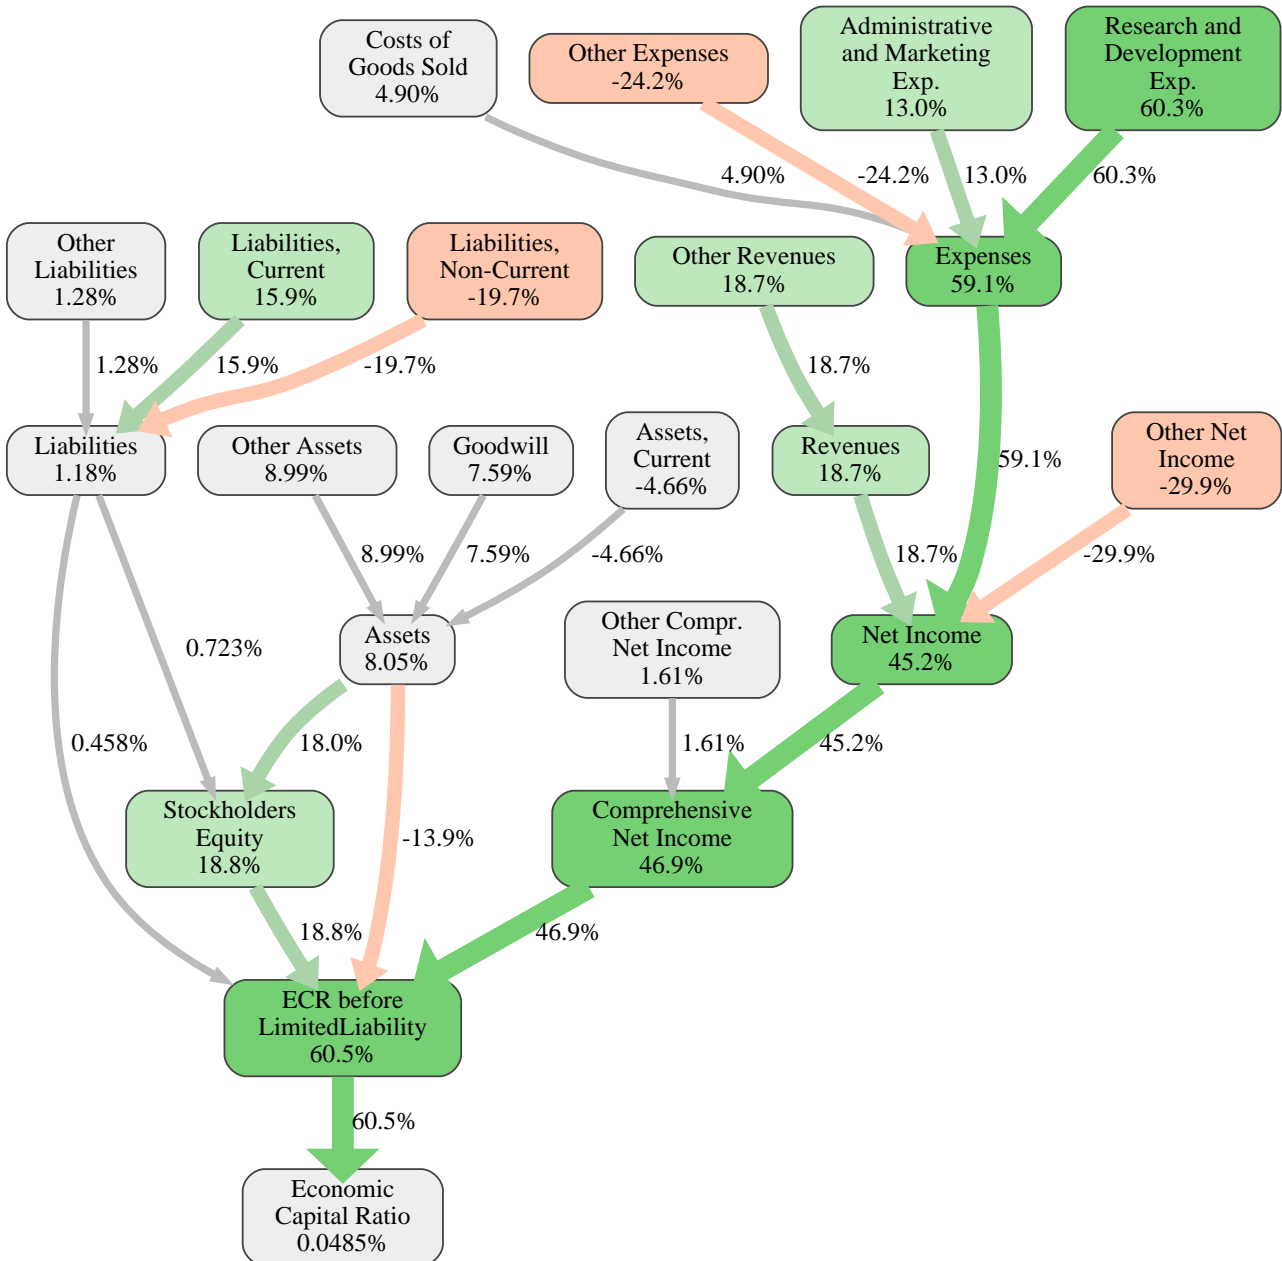 Costs of
Goods Sold
4.90%
Other Expenses
-24.2%
Administrative
and Marketing
Exp.
13.0%
Research and
Development
Exp.
60.3%
4.90%
-24.2%
13.0%
60.3%
Other
Liabilities
1.28%
Liabilities,
Current
15.9%
Liabilities,
Non-Current
-19.7%
Other Revenues
18.7%
Expenses
59.1%
1.28%
15.9%
-19.7%
18.7%
Liabilities
1.18%
Other Assets
8.99%
Goodwill
7.59%
Assets,
Current
-4.66%
Revenues
18.7%
59.1%
Other Net
Income
-29.9%
8.99%
7.59%
-4.66%
18.7%
-29.9%
0.723%
Assets
8.05%
Other Compr.
Net Income
1.61%
Net Income
45.2%
0.458%
18.0%
1.61%
45.2%
Stockholders
Equity
18.8%
-13.9%
Comprehensive
Net Income
46.9%
18.8%
46.9%
ECR before
LimitedLiability
60.5%
60.5%
Economic
Capital Ratio
0.0485%